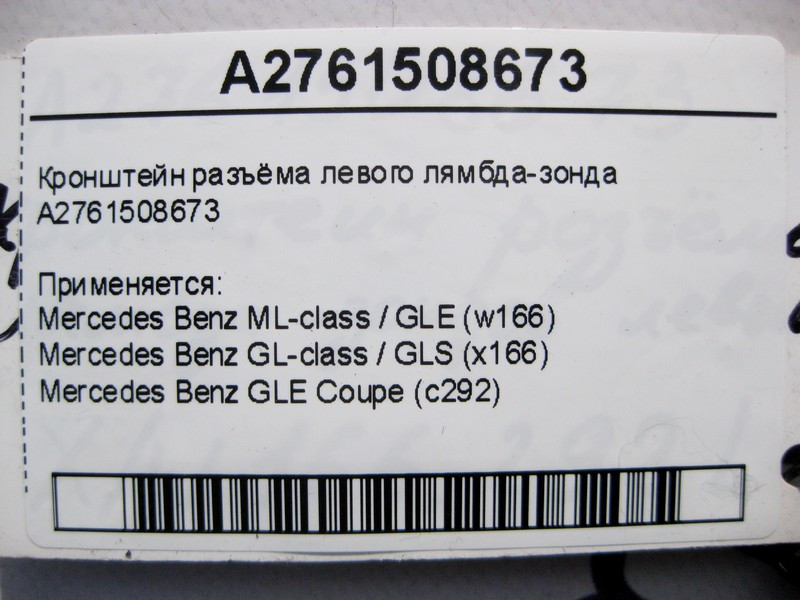 A2761508673
Кронштейн разъёма левого лямбда-зонда
A2761508673
Применяется:
Mercedes Benz ML-class / GLE (w166)
Mercedes Benz GL-class / GLS (x166)
Mercedes Benz GLE Coupe (c292)